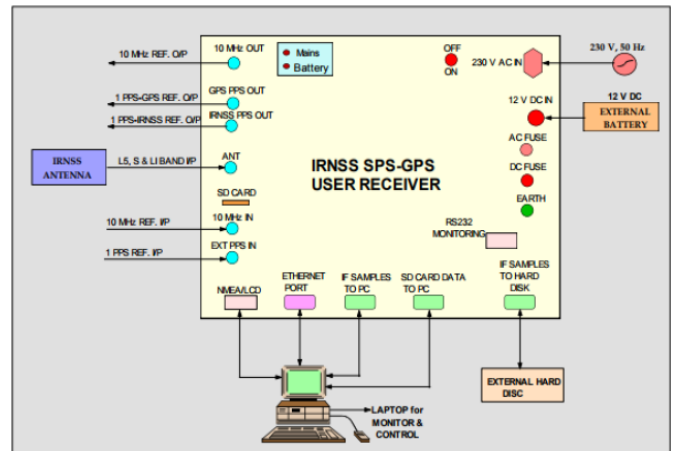 10 MHz REF. O/P
10 MHz OUT
Mains
Battery
OFF
ON
230 V AC IN
230 V, 50 Hz
1 PPS-GPS REF. O/P
GPS PPS OUT
1 PPS-IRNSS REF. O/P
IRNSS PPS OUT
12 V DC IN
12 V DC
EXTERNAL
BATTERY
IRNSS
ANTENNA
L5, S & LI BAND I/P
ANT
IRNSS SPS-GPS
USER RECEIVER
AC FUSE
DC FUSE
SD CARD
EARTH
10 MHz REF. I/P
10 MHz IN
RS232
MONITORING
1 PPS REF. I/P
EXT PPS IN
NMEA/LCD
ETHERNET
PORT
IF SAMPLES
TO PC
SD CARD DATA
TO PC
IF SAMPLES
TO HARD
DISK
EXTERNAL HARD
DISC
LAPTOP for
MONITOR &
CONTROL